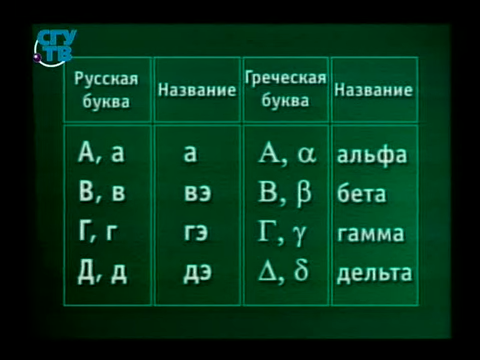 СГУ
ТВ
Русская буква Название Греческая буква Название
А, а а Α, α альфа
В, в вэ Β, β бета
Г, г гэ Γ, γ гамма
Д, д дэ Δ, δ дельта